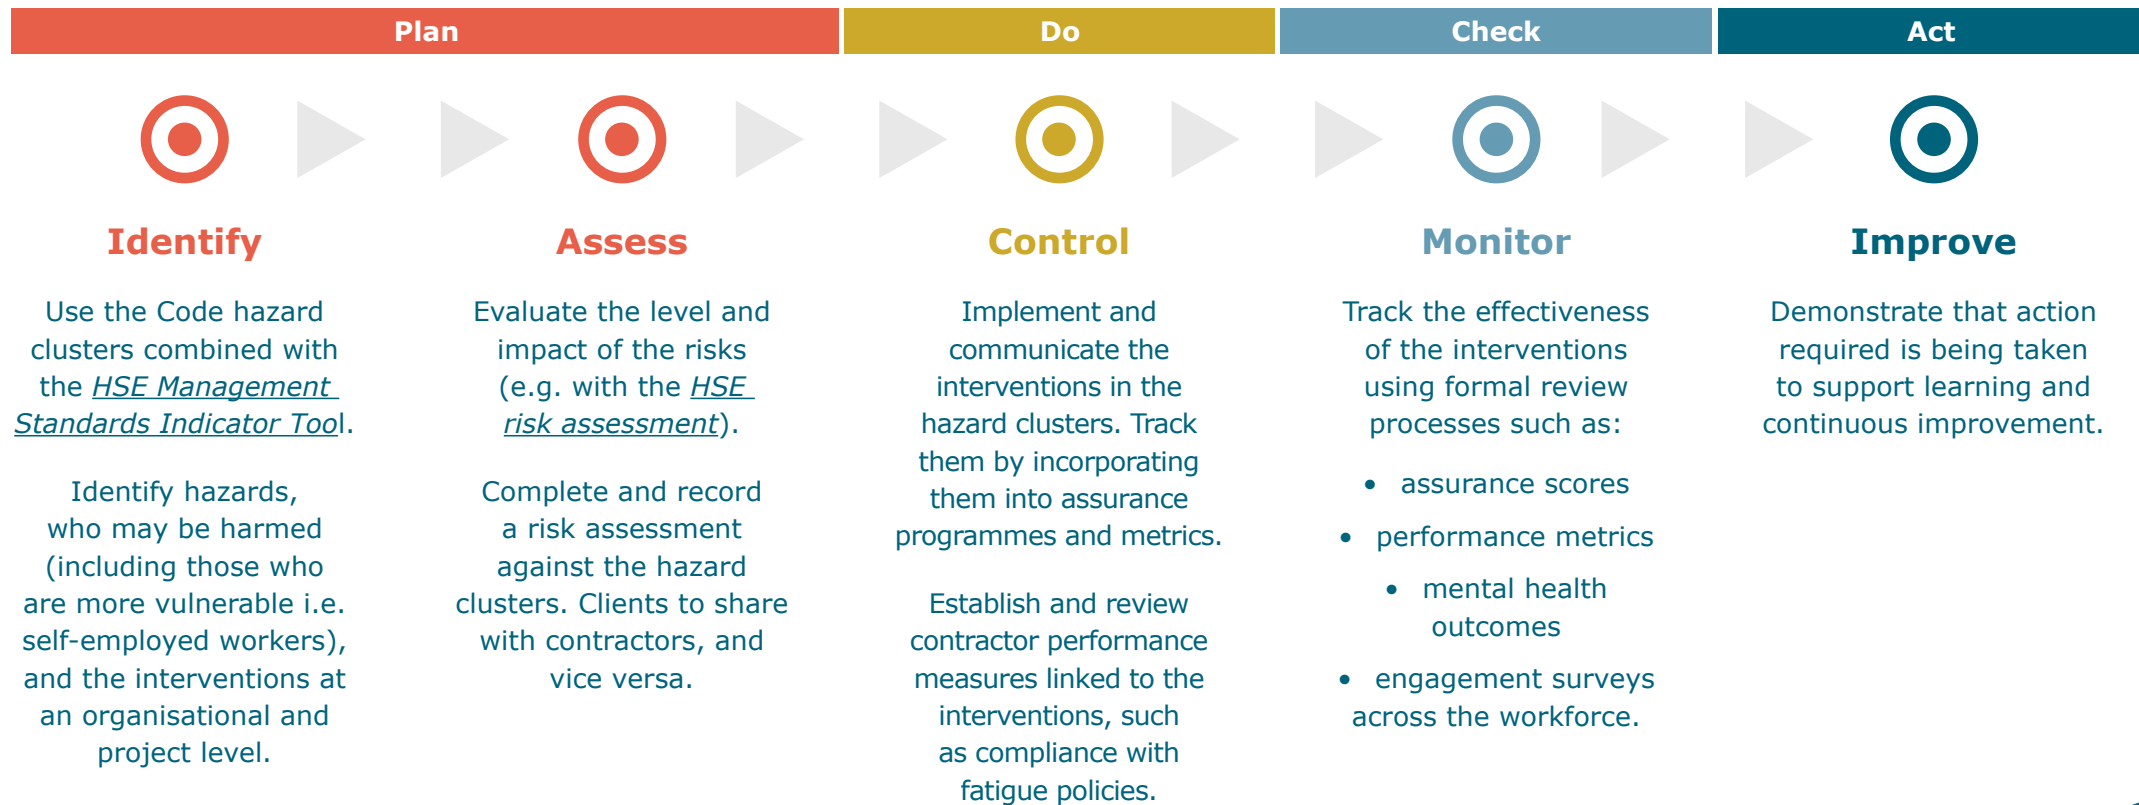 Plan
Do
Check
Act
Identify
Use the Code hazard
clusters combined with
the HSE Management
Standards Indicator Tool.
Identify hazards,
who may be harmed
(including those who
are more vulnerable i.e.
self-employed workers),
and the interventions at
an organisational and
project level.
Assess
Evaluate the level and
impact of the risks
(e.g. with the HSE
risk assessment).
Complete and record
a risk assessment
against the hazard
clusters. Clients to share
with contractors, and
vice versa.
Control
Implement and
communicate the
interventions in the
hazard clusters. Track
them by incorporating
them into assurance
programmes and metrics.
Establish and review
contractor performance
measures linked to the
interventions, such
as compliance with
fatigue policies.
Monitor
Track the effectiveness
of the interventions
using formal review
processes such as:
• assurance scores
• performance metrics
• mental health
outcomes
• engagement surveys
across the workforce.
Improve
Demonstrate that action
required is being taken
to support learning and
continuous improvement.